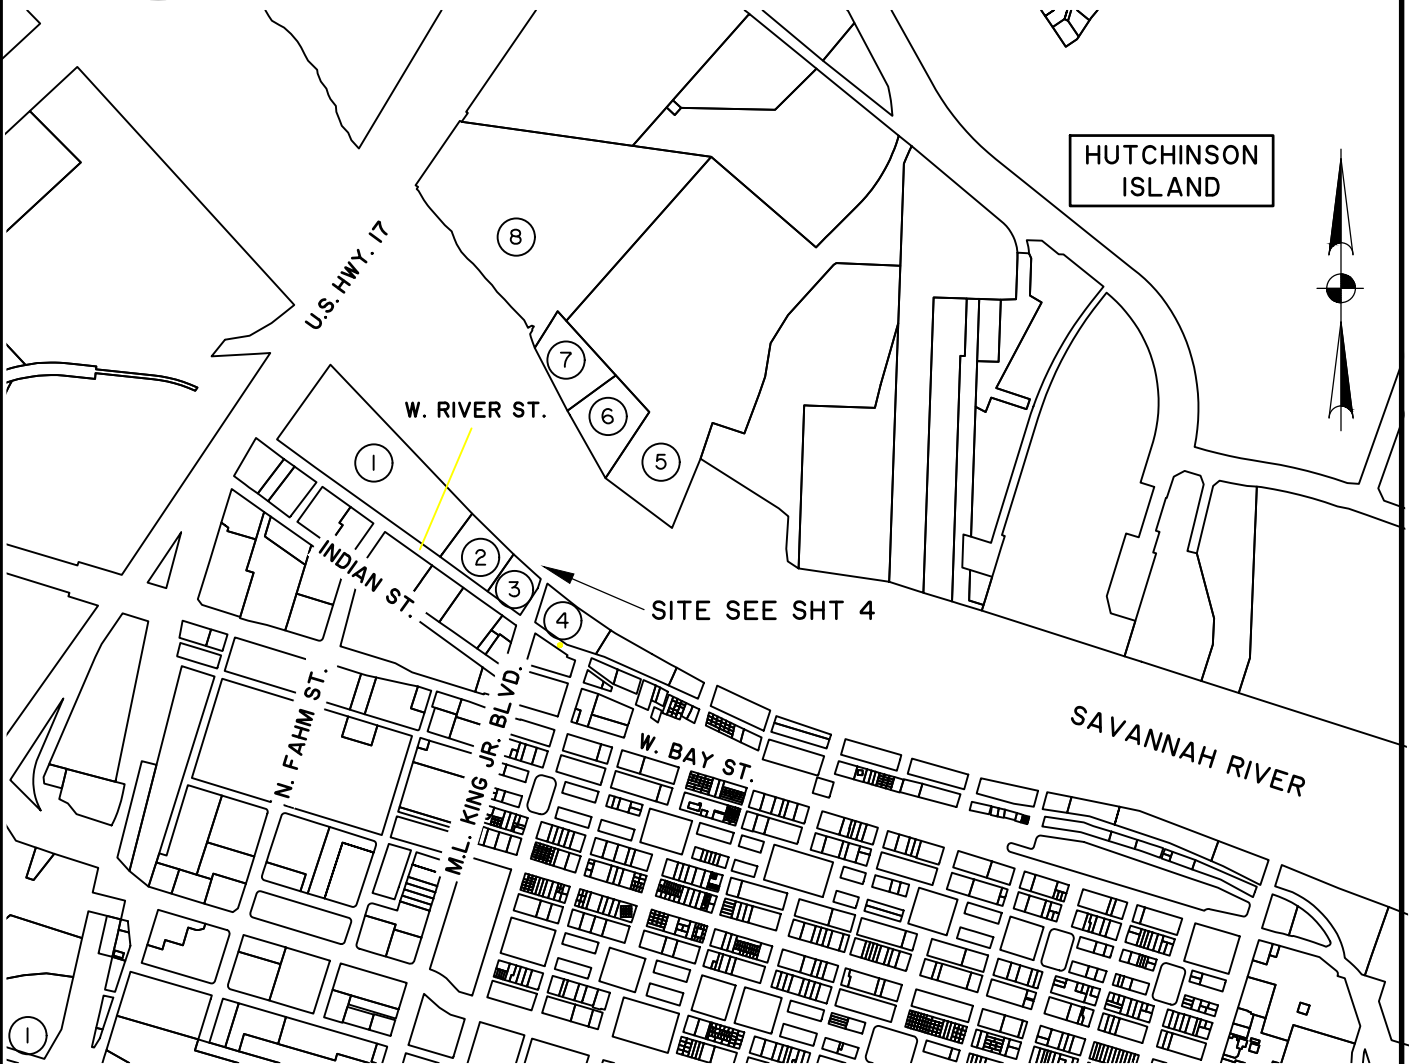 HUTCHINSON
ISLAND
8
U.S. HWY. 17
7
W. RIVER ST.
6
1
5
2
INDIAN ST.
3
SITE SEE SHT 4
4
N. FAHM ST.
M.L. KING JR. BLVD.
W. BAY ST.
SAVANNAH RIVER
1